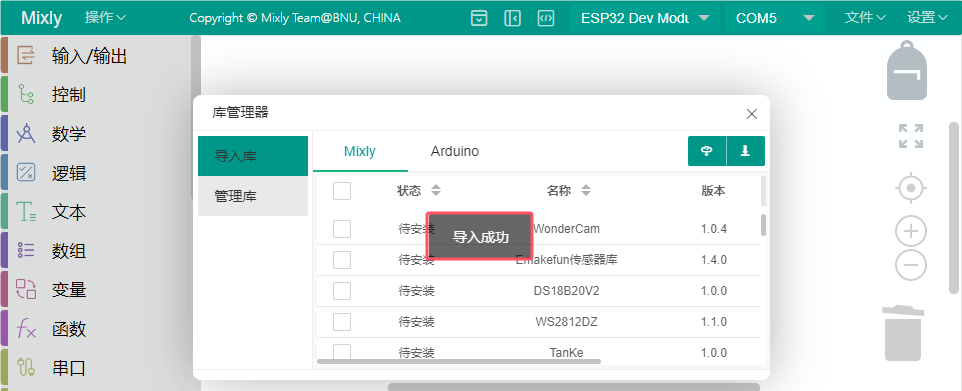 Mixly 操作 Copyright © Mixly Team@BNU, CHINA ESP32 Dev Modu COM5 文件 设置
输入/输出
控制
数学
逻辑
文本
数组
变量
函数
串口
库管理器
导入库
管理库
Mixly Arduino
状态 名称 版本
待安装 WonderCam 1.0.4
待安装 Emakefun传感器库 1.4.0
待安装 DS18B20V2 1.0.0
待安装 WS2812DZ 1.1.0
待安装 TanKe 1.0.0
导入成功